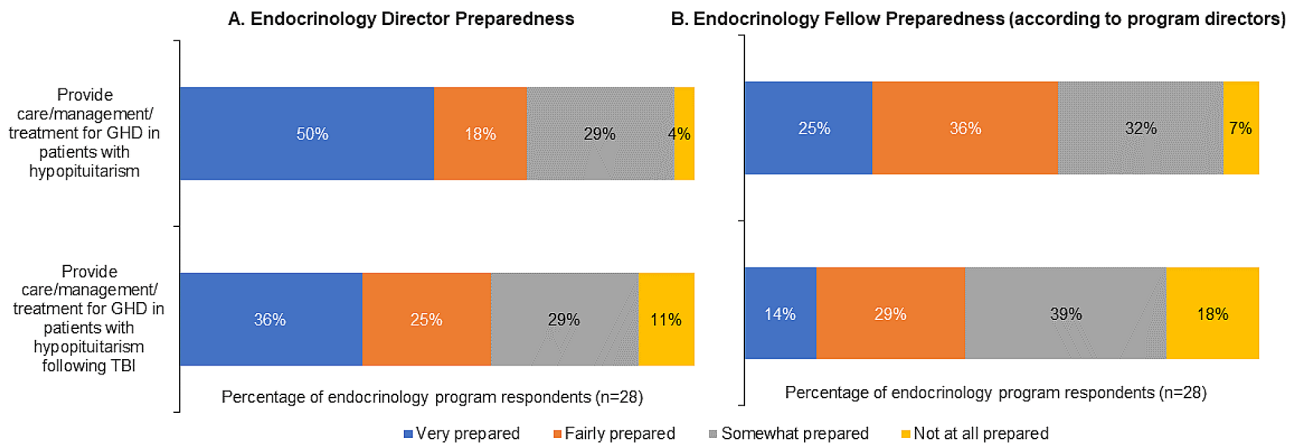 A. Endocrinology Director Preparedness
B. Endocrinology Fellow Preparedness (according to program directors)
Provide
care/management/
treatment for GHD in
patients with
hypopituitarism
50%
18%
29%
4%
25%
36%
32%
7%
Provide
care/management/
treatment for GHD in
patients with
hypopituitarism
following TBI
36%
25%
29%
11%
14%
29%
39%
18%
Percentage of endocrinology program respondents (n=28)
Percentage of endocrinology program respondents (n=28)
Very prepared
Fairly prepared
Somewhat prepared
Not at all prepared